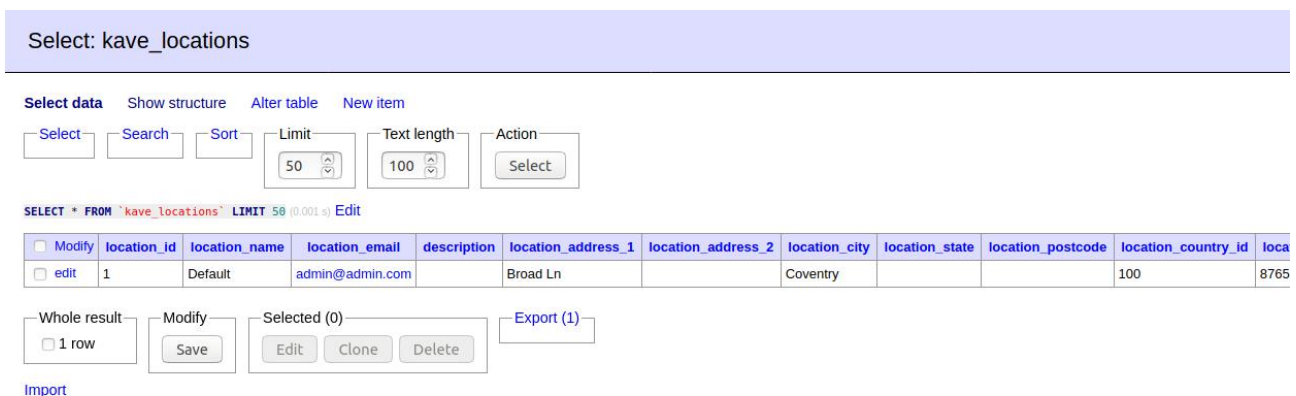 Select: kave_locations
Select data Show structure Alter table New item
Select Search Sort Limit Text length Action
50 100 Select
SELECT * FROM `kave_locations` LIMIT 50 (0.001 s) Edit
Modify location_id location_name location_email description location_address_1 location_address_2 location_city location_state location_postcode location_country_id loca
edit 1 Default admin@admin.com Broad Ln Coventry 100 8765
Whole result Modify Selected (0) Export (1)
1 row Save Edit Clone Delete
Import